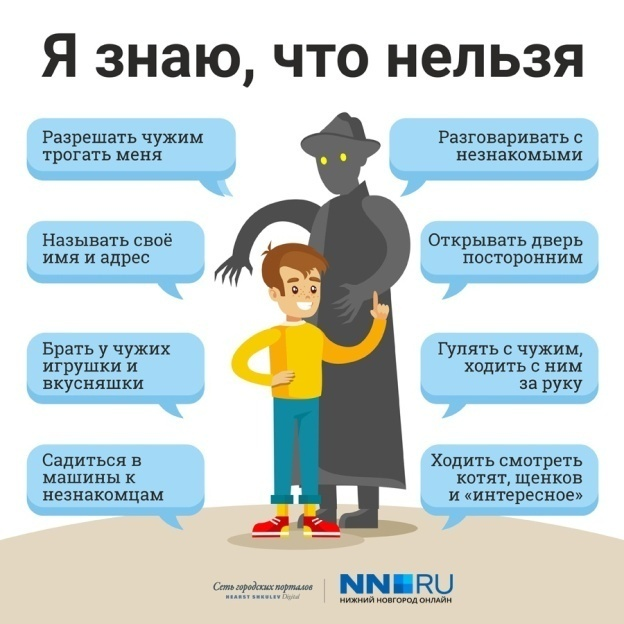 Я знаю, что нельзя
Разрешать чужим
трогать меня
Разговаривать с
незнакомыми
Называть своё
имя и адрес
Открывать дверь
посторонним
Брать у чужих
игрушки и
вкусняшки
Гулять с чужим,
ходить с ним
за руку
Садиться в
машины к
незнакомцам
Ходить смотреть
котят, щенков
и «интересное»
Сеть городских порталов
HEARST SHKULEV Digital
NN RU
НИЖНИЙ НОВГОРОД ОНЛАЙН